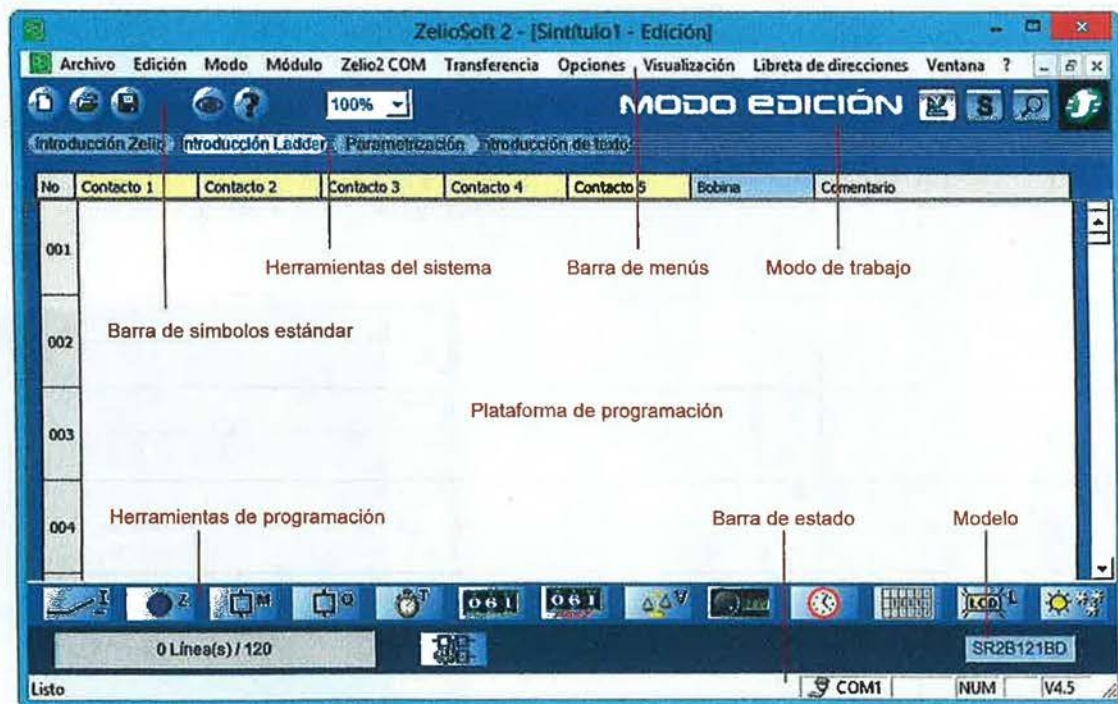 ZelioSoft 2 - [Sintítulo1 - Edición]
Archivo Edición Modo Módulo Zelio2 COM Transferencia Opciones Visualización Libreta de direcciones Ventana ?
100% MODO EDICIÓN S
Introducción Zelio Introducción Ladder Parametrización Introducción de textos
No Contacto 1 Contacto 2 Contacto 3 Contacto 4 Contacto 5 Bobina Comentario
001
Herramientas del sistema Barra de menús Modo de trabajo
Barra de símbolos estándar
002
Plataforma de programación
003
Herramientas de programación Barra de estado Modelo
004
I Z M Q T 061 061 V LCD L
0 Línea(s) / 120 SR2B121BD
Listo COM1 NUM V4.5